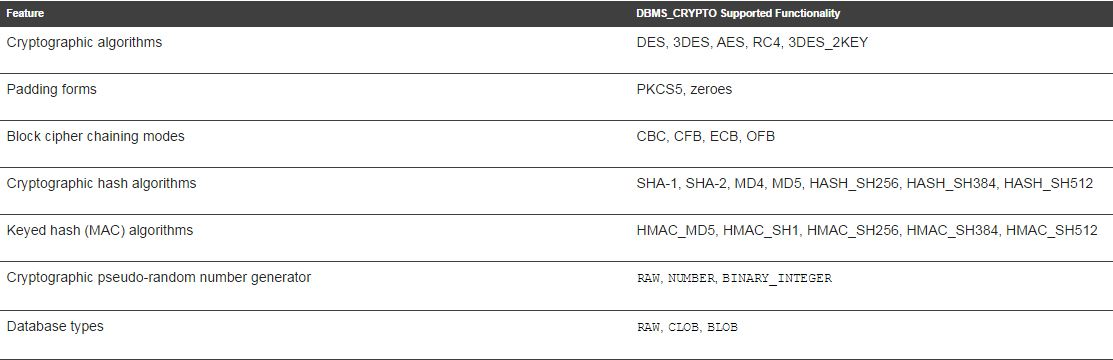 Feature DBMS_CRYPTO Supported Functionality
Cryptographic algorithms DES, 3DES, AES, RC4, 3DES_2KEY
Padding forms PKCS5, zeroes
Block cipher chaining modes CBC, CFB, ECB, OFB
Cryptographic hash algorithms SHA-1, SHA-2, MD4, MD5, HASH_SH256, HASH_SH384, HASH_SH512
Keyed hash (MAC) algorithms HMAC_MD5, HMAC_SH1, HMAC_SH256, HMAC_SH384, HMAC_SH512
Cryptographic pseudo-random number generator RAW, NUMBER, BINARY_INTEGER
Database types RAW, CLOB, BLOB